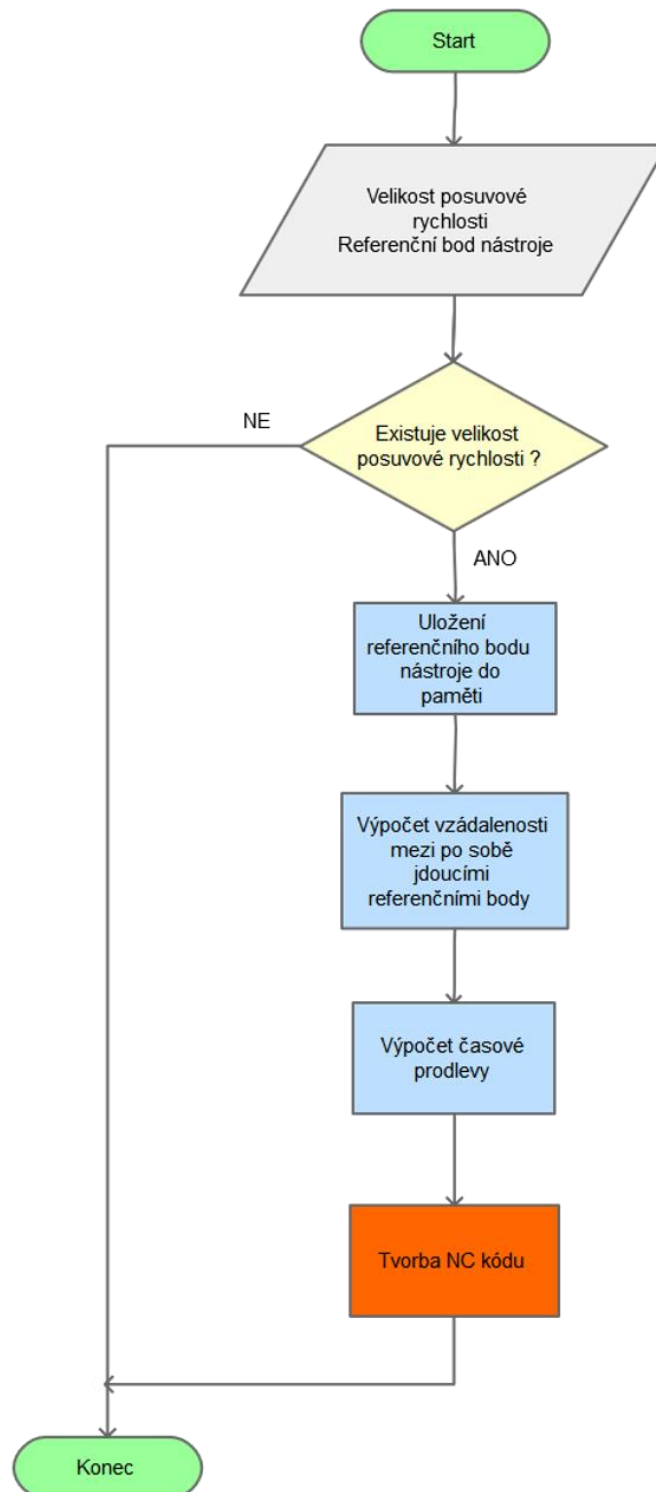 Start
Velikost posuvové
rychlosti
Referenční bod nástroje
Existuje velikost
posuvové rychlosti ?
NE
ANO
Uložení
referenčního bodu
nástroje do
paměti
Výpočet vzádalenosti
mezi po sobě
jdoucími
referenčními body
Výpočet časové
prodlevy
Tvorba NC kódu
Konec